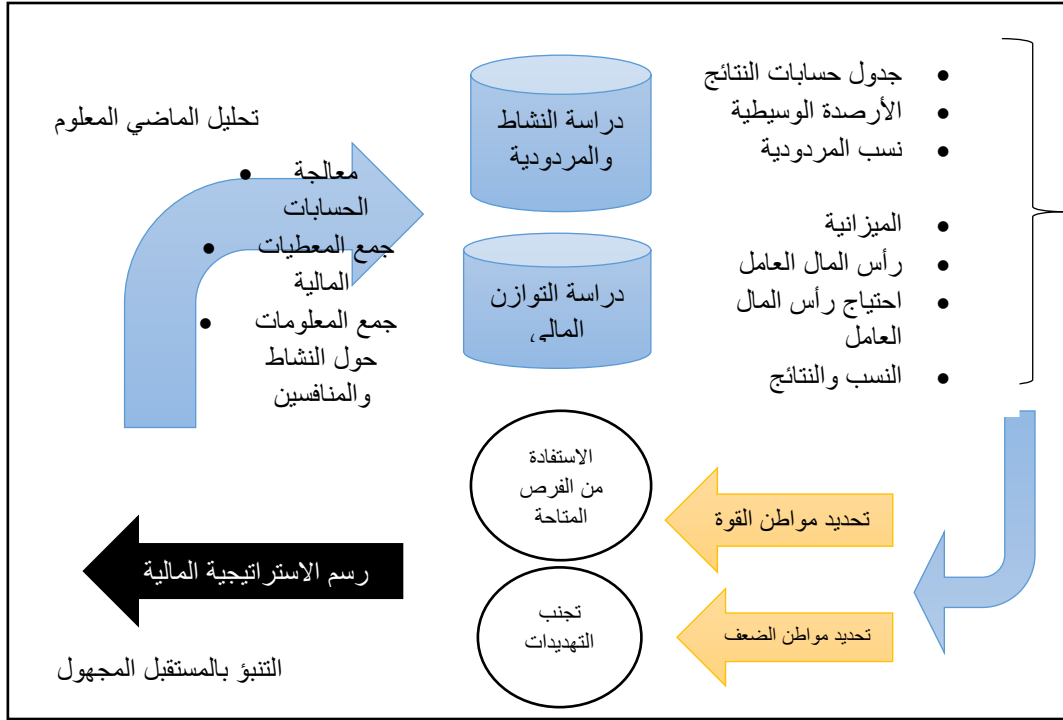 تحليل الماضي المعلوم
• معالجة
الحسابات
• جمع المعطيات
المالية
• جمع المعلومات
حول النشاط
والمنافسين
دراسة النشاط
والمردودية
دراسة التوازن
المالي
• جدول حسابات النتائج
• الأرصدة الوسيطية
• نسب المردودية
• الميزانية
• رأس المال العامل
• احتياج رأس المال
العامل
• النسب والنتائج
تحديد مواطن القوة
تحديد مواطن الضعف
الاستفادة
من الفرص
المتاحة
تجنب
التهديدات
رسم الاستراتيجية المالية
التنبؤ بالمستقبل المجهول